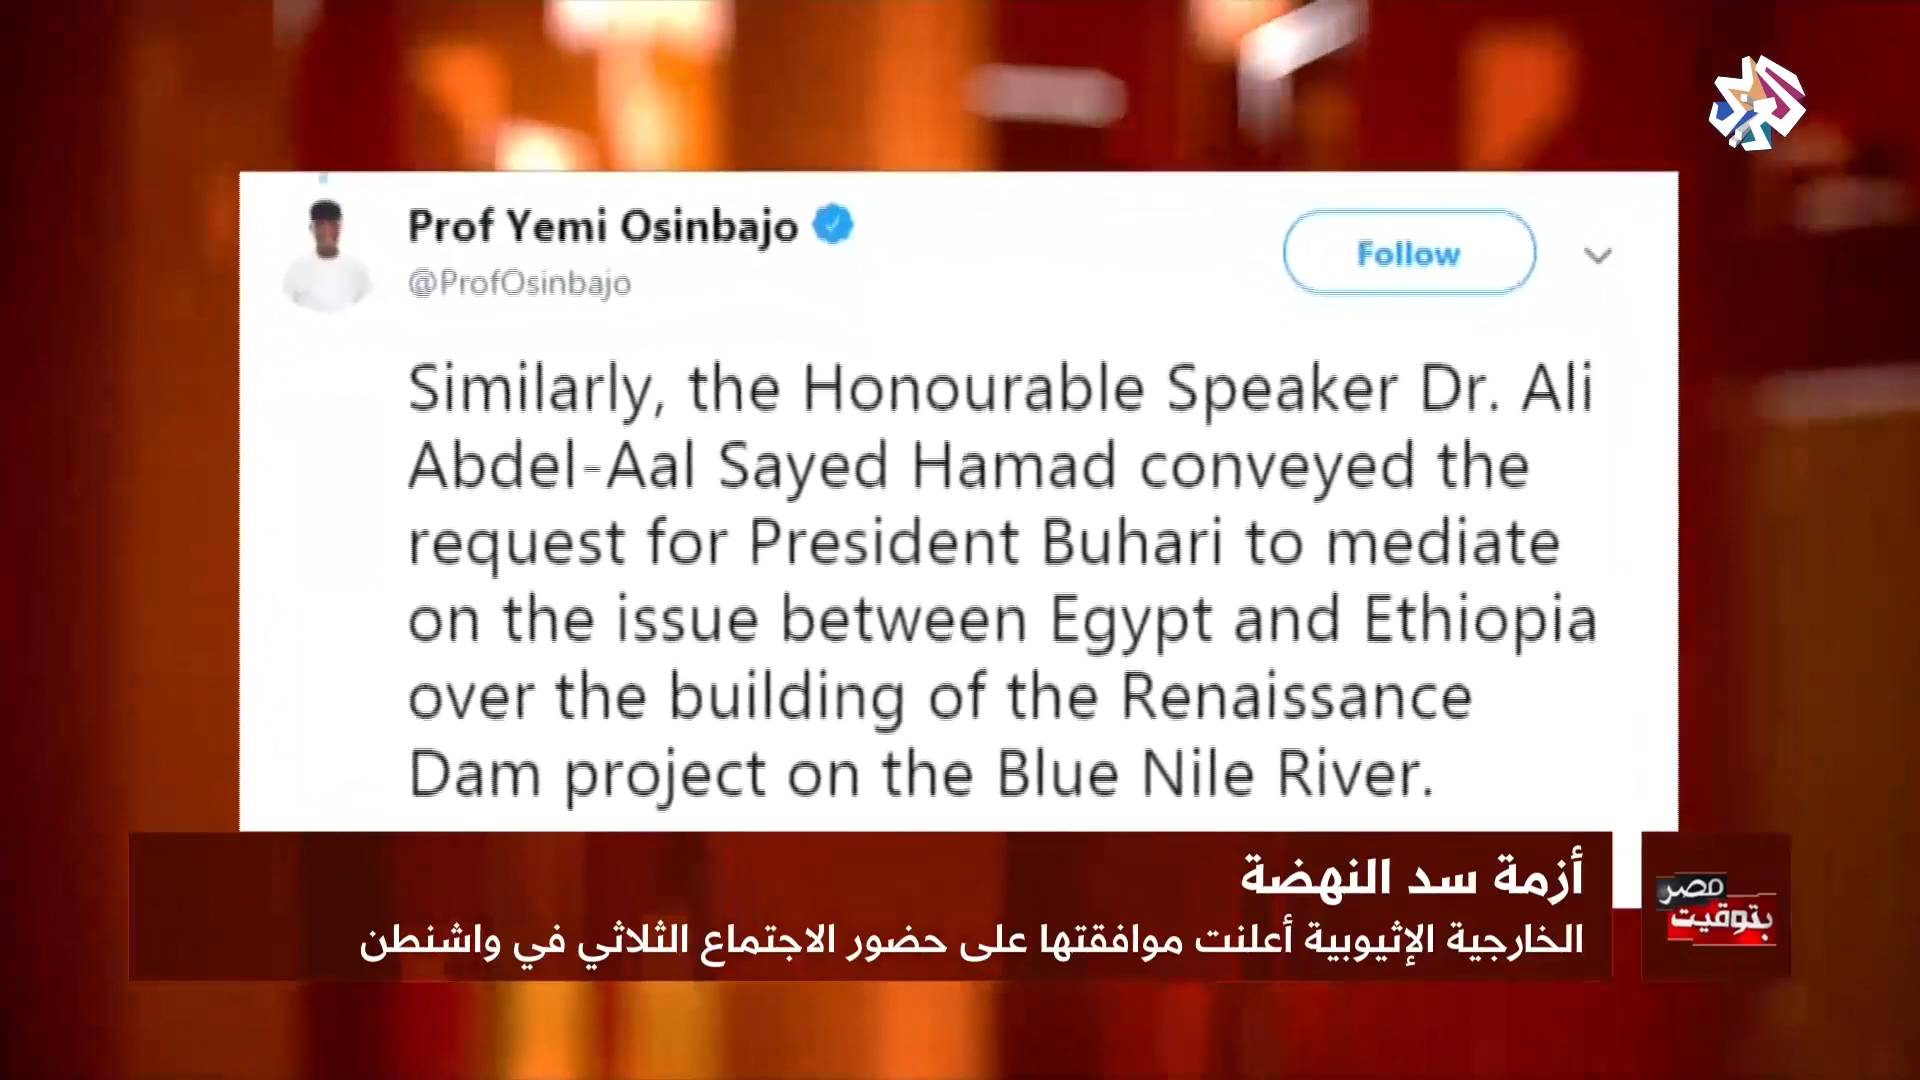 Prof Yemi Osinbajo
@ProfOsinbajo
Follow
Similarly, the Honourable Speaker Dr. Ali
Abdel-Aal Sayed Hamad conveyed the
request for President Buhari to mediate
on the issue between Egypt and Ethiopia
over the building of the Renaissance
Dam project on the Blue Nile River.
أزمة سد النهضة
الخارجية الإثيوبية أعلنت موافقتها على حضور الاجتماع الثلاثي في واشنطن
مصر
بتوقيت